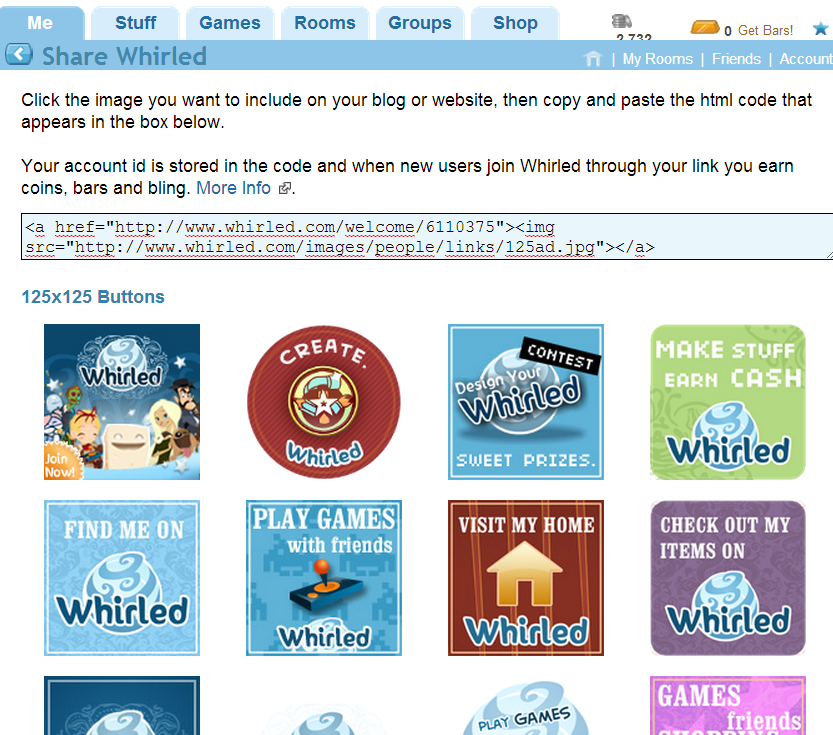 Me Stuff Games Rooms Groups Shop 2,732 0 Get Bars!
Share Whirled | My Rooms | Friends | Account
Click the image you want to include on your blog or website, then copy and paste the html code that
appears in the box below.
Your account id is stored in the code and when new users join Whirled through your link you earn
coins, bars and bling. More Info .
<a href="http://www.whirled.com/welcome/6110375"><img
src="http://www.whirled.com/images/people/links/125ad.jpg"></a>
125x125 Buttons
Whirled
Join
Now!
CREATE.
Whirled
CONTEST
Design Your
Whirled
SWEET PRIZES.
MAKE STUFF
EARN CASH
Whirled
FIND ME ON
Whirled
PLAY GAMES
with friends
Whirled
VISIT MY HOME
Whirled
CHECK OUT MY
ITEMS ON
Whirled
PLAY GAMES
GAMES
friends
SHOPPING